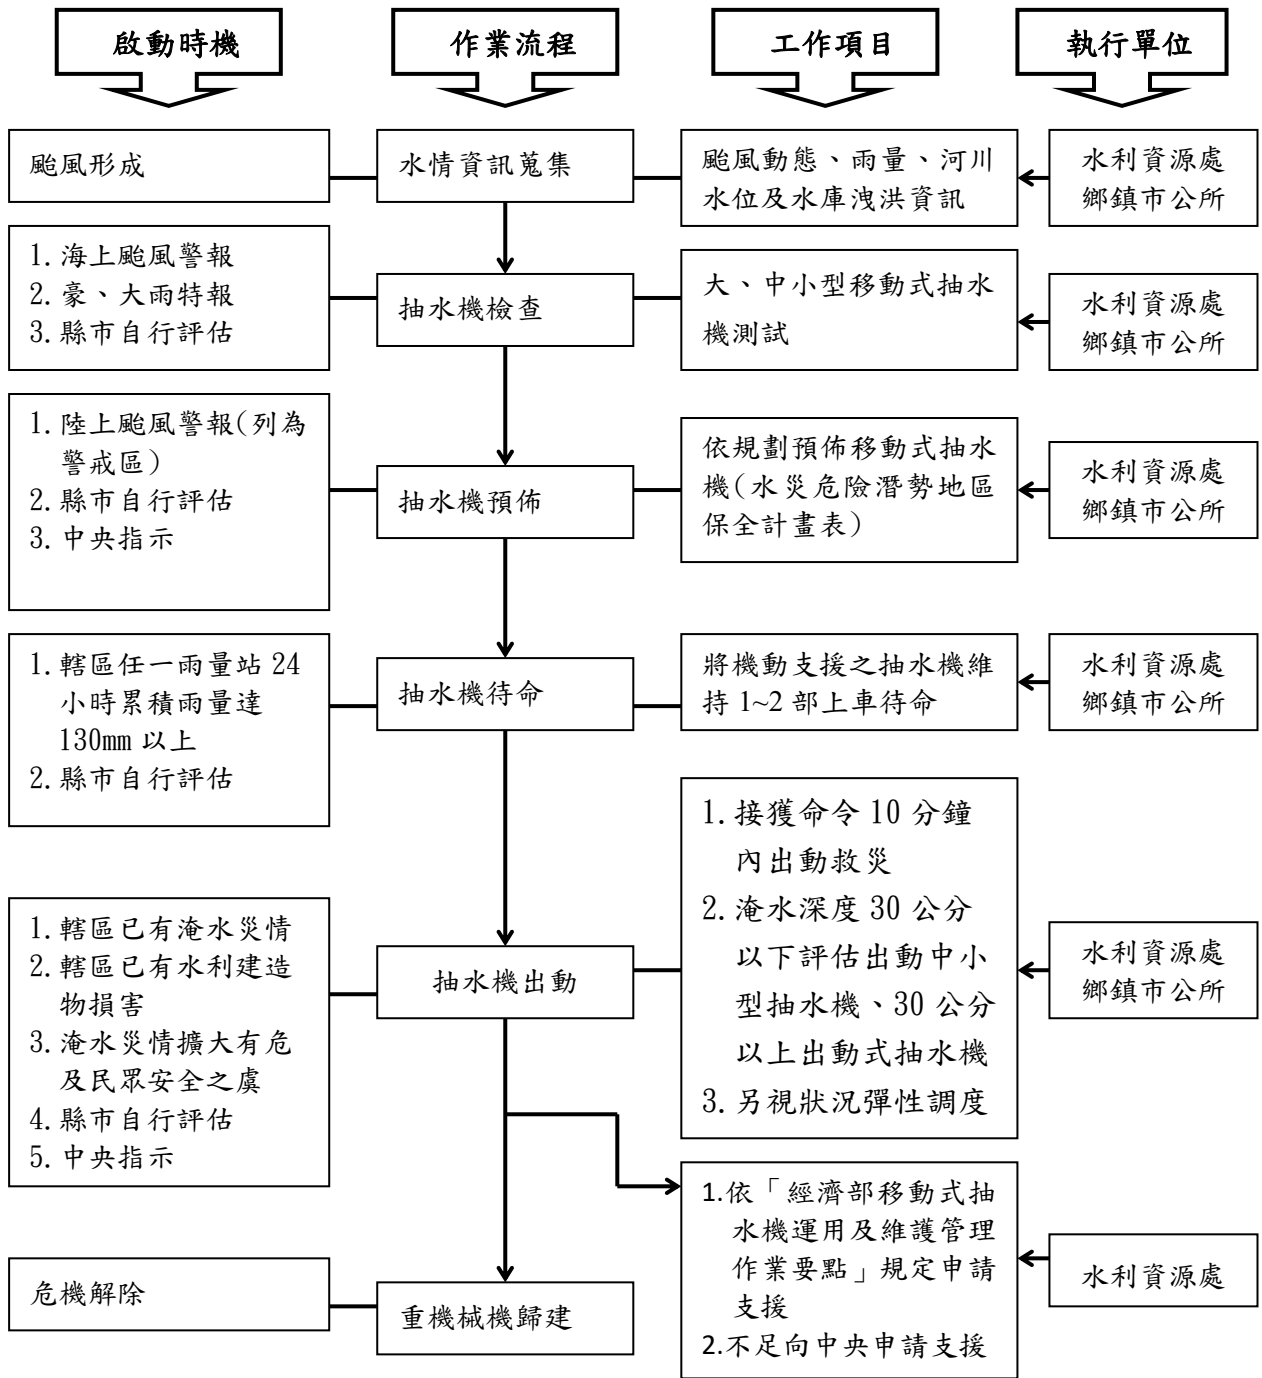 啟動時機
作業流程
工作項目
執行單位
颱風形成
水情資訊蒐集
颱風動態、雨量、河川
水位及水庫洩洪資訊
水利資源處
鄉鎮市公所
1. 海上颱風警報
2. 豪、大雨特報
3. 縣市自行評估
抽水機檢查
大、中小型移動式抽水
機測試
水利資源處
鄉鎮市公所
1. 陸上颱風警報(列為
警戒區)
2. 縣市自行評估
3. 中央指示
抽水機預佈
依規劃預佈移動式抽水
機(水災危險潛勢地區
保全計畫表)
水利資源處
鄉鎮市公所
1. 轄區任一雨量站 24
小時累積雨量達
130mm 以上
2. 縣市自行評估
抽水機待命
將機動支援之抽水機維
持 1~2 部上車待命
水利資源處
鄉鎮市公所
1. 轄區已有淹水災情
2. 轄區已有水利建造
物損害
3. 淹水災情擴大有危
及民眾安全之虞
4. 縣市自行評估
5. 中央指示
抽水機出動
1. 接獲命令 10 分鐘
內出動救災
2. 淹水深度 30 公分
以下評估出動中小
型抽水機、30 公分
以上出動式抽水機
3. 另視狀況彈性調度
水利資源處
鄉鎮市公所
1.依「經濟部移動式抽
水機運用及維護管理
作業要點」規定申請
支援
2.不足向中央申請支援
水利資源處
危機解除
重機械機歸建